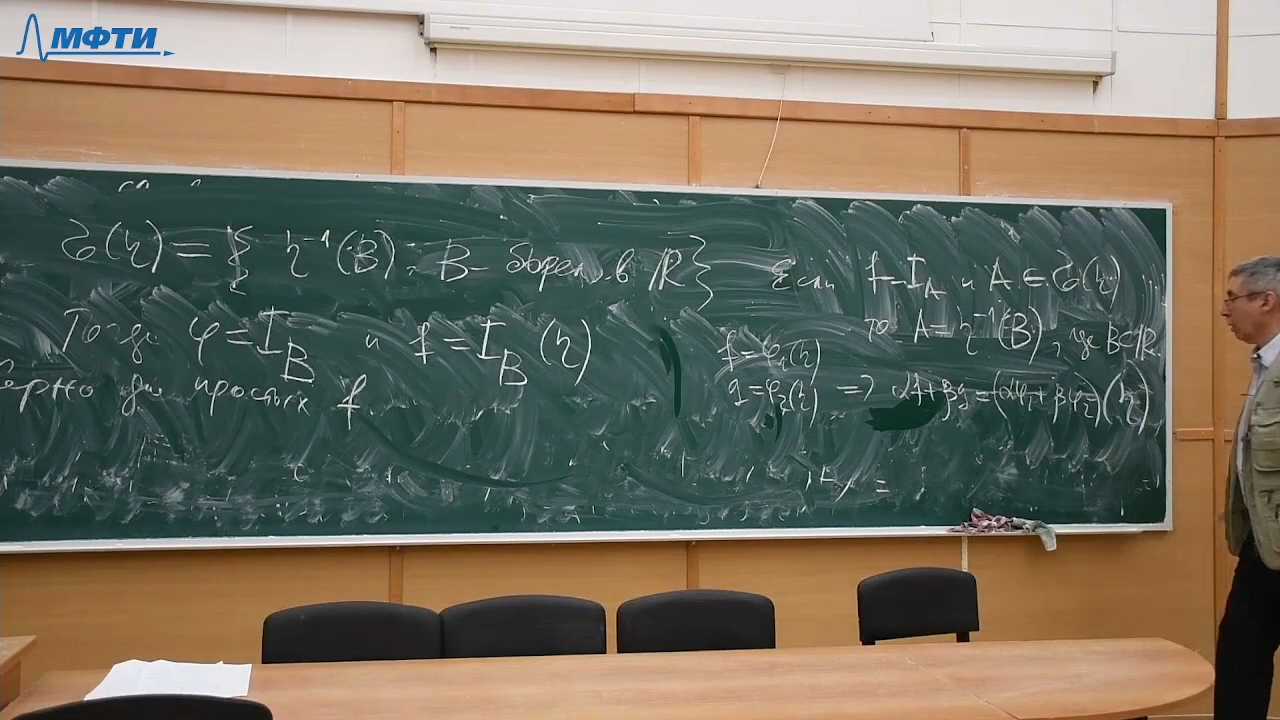 МФТИ
σ(η) = { η⁻¹(B), B – борел. в ℝ}
Если f = I_A и A ∈ σ(η)
то A = η⁻¹(B), где B⊂ℝ.
Тогда φ = I_B и f = I_B(η)
верно для простых f.
f = φ₁(η)
g = φ₂(η) ⇒ αf + βg = (αφ₁ + βφ₂)(η)